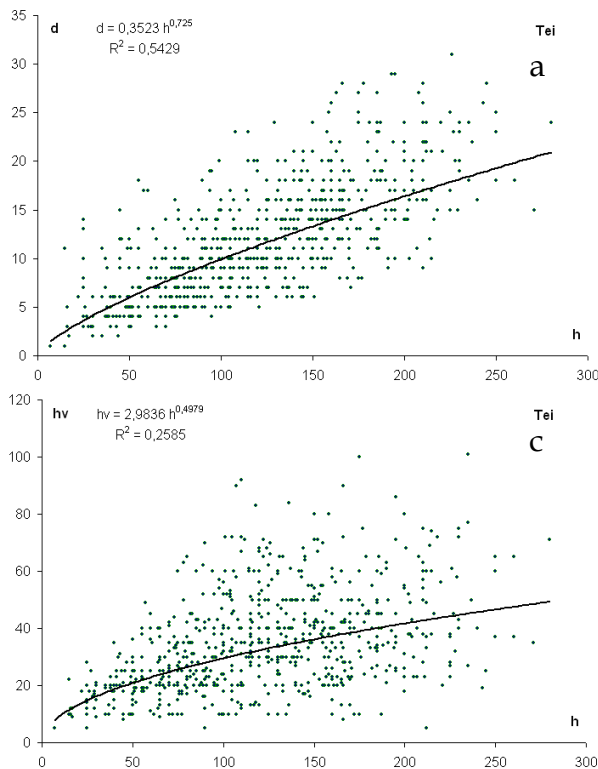 d
d = 0,3523 h^0,725
R² = 0,5429
Tei
a
35
30
25
20
15
10
5
0
h
0 50 100 150 200 250 300
hv
hv = 2,9836 h^0,4979
R² = 0,2585
Tei
c
120
100
80
60
40
20
0
h
0 50 100 150 200 250 300